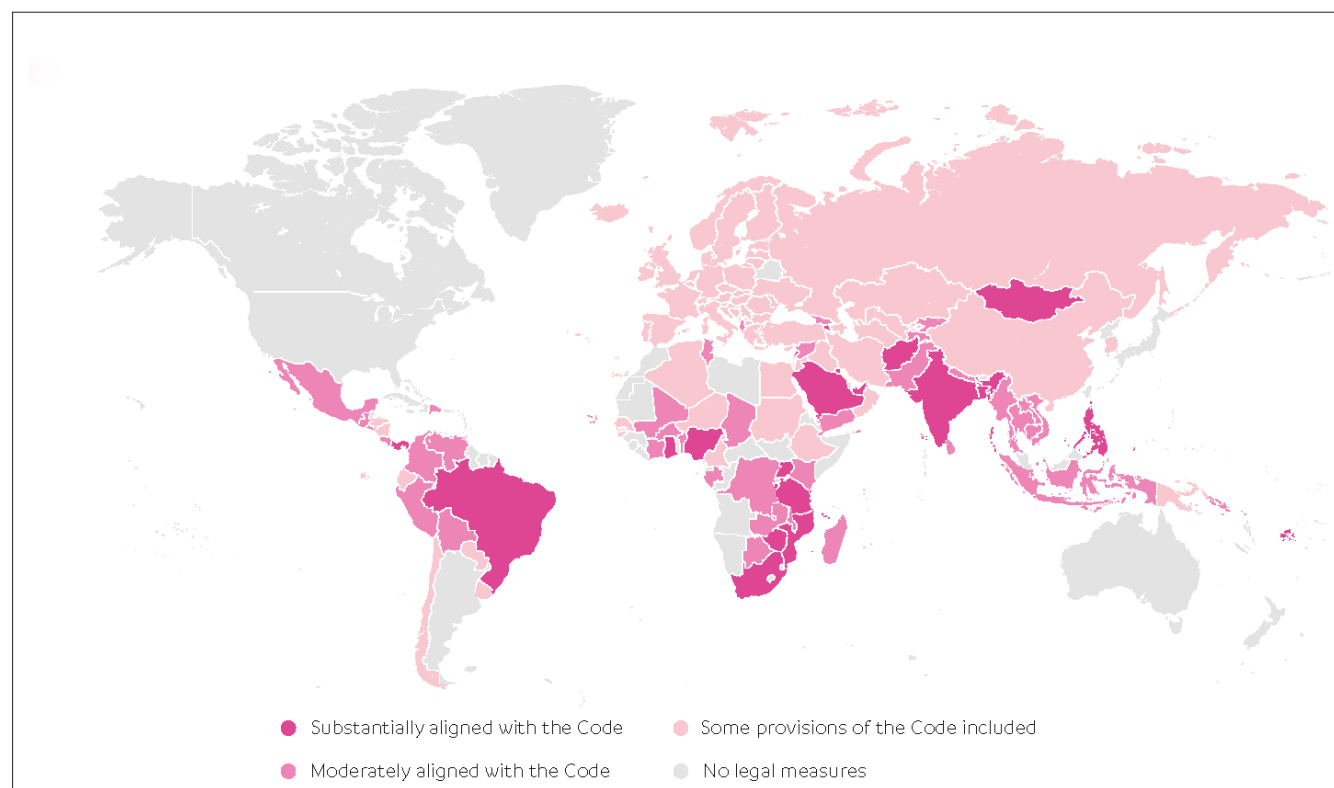 Substantially aligned with the Code
Some provisions of the Code included
Moderately aligned with the Code
No legal measures